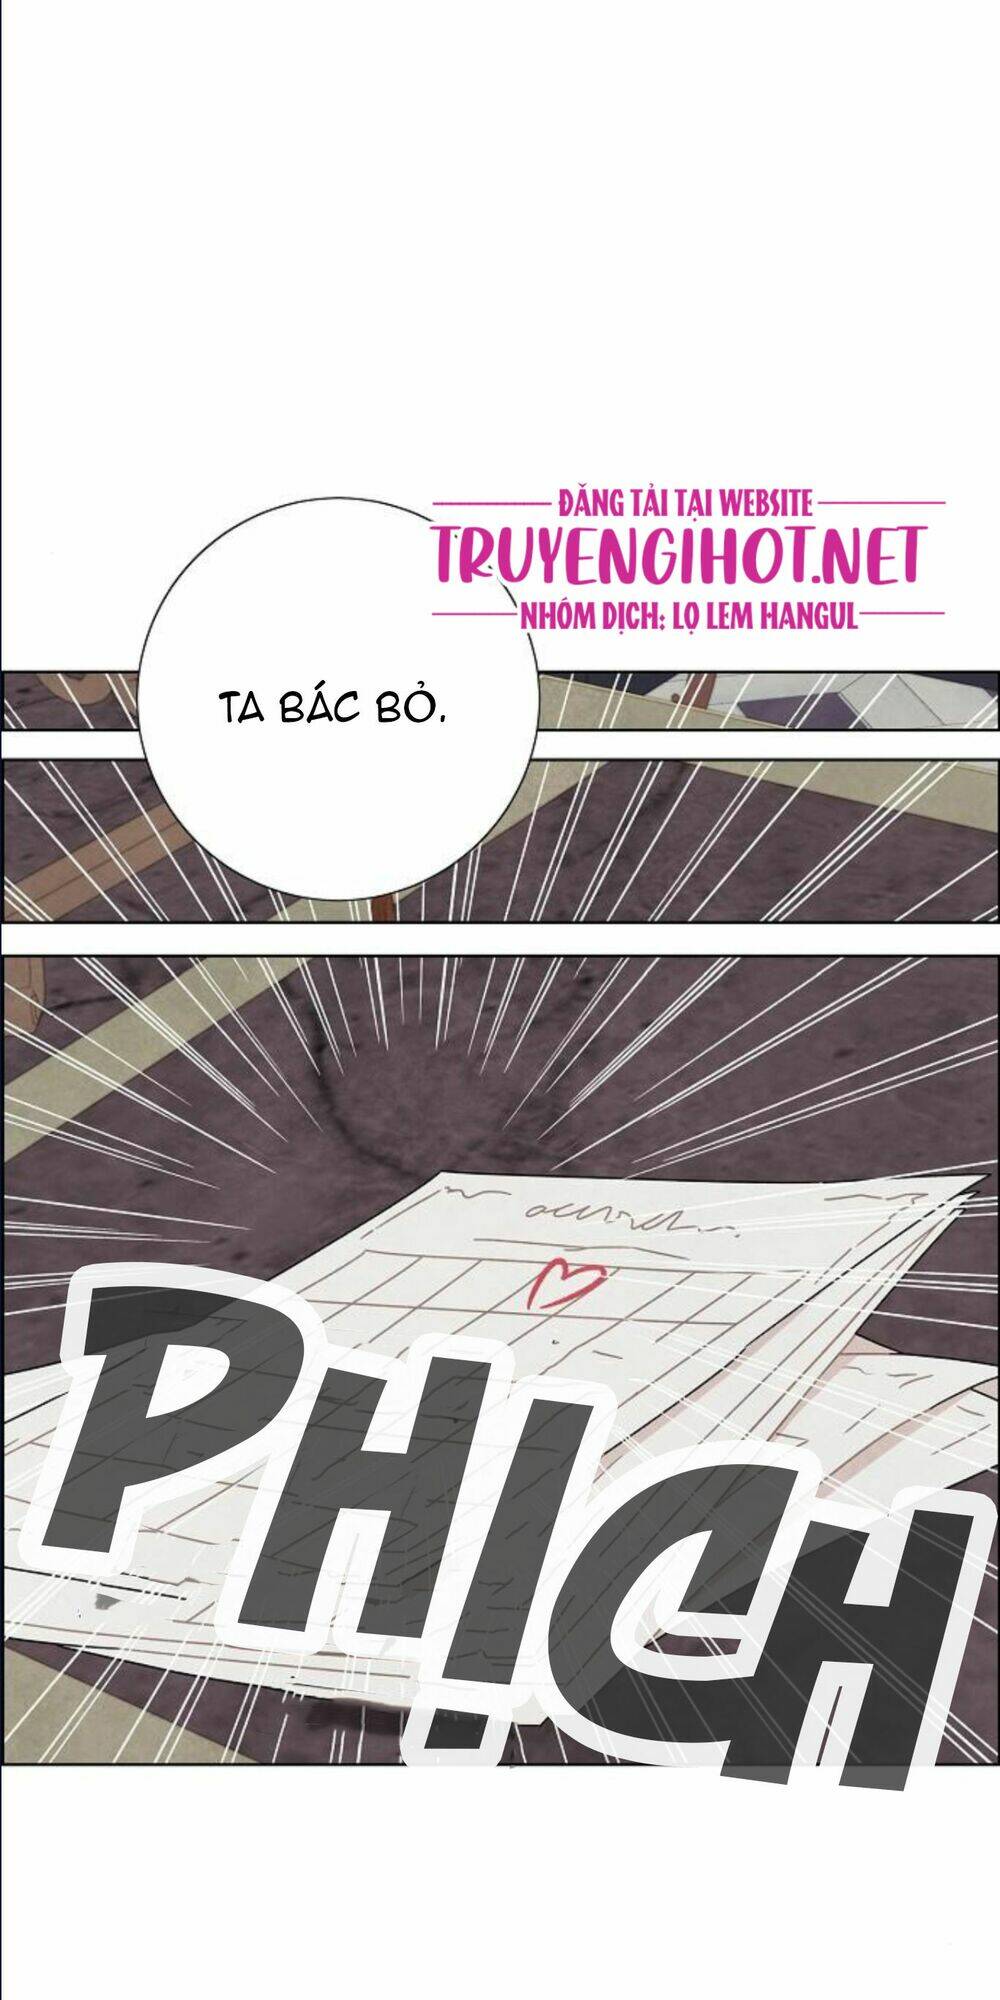 ĐĂNG TẢI TẠI WEBSITE
TRUYENGIHOT.NET
NHÓM DỊCH: LỌ LEM HANGUL
TA BÁC BỎ.
PHỊCH